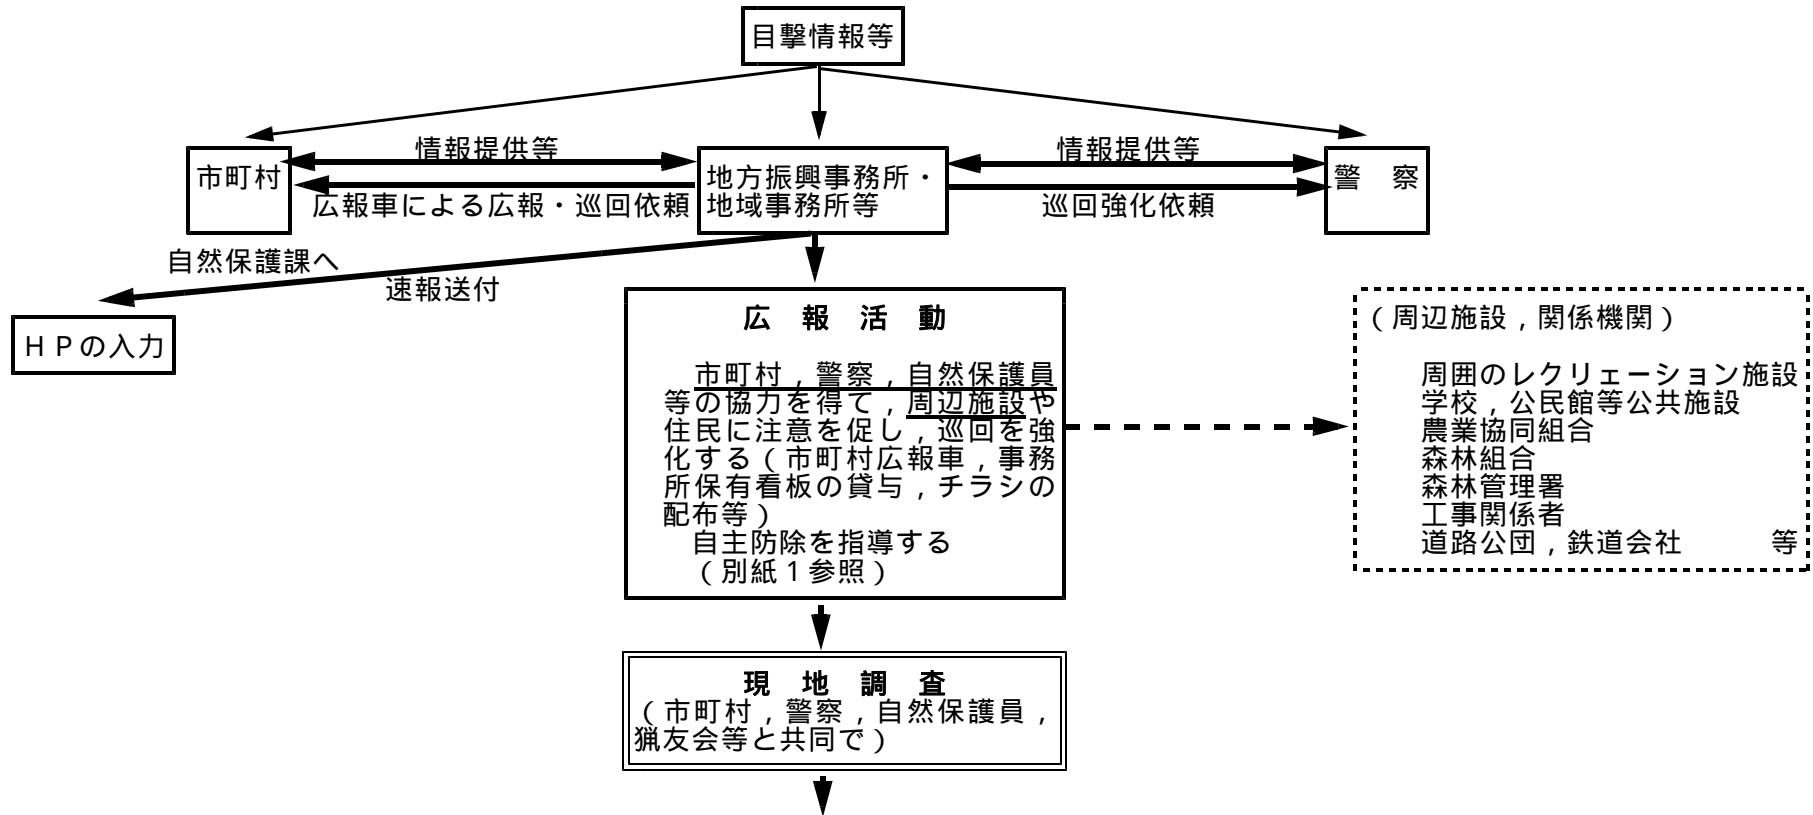 目撃情報等
情報提供等
情報提供等
市町村
地方振興事務所・
地域事務所等
警　察
広報車による広報・巡回依頼
巡回強化依頼
自然保護課へ
速報送付
ＨＰの入力
広　報　活　動
市町村，警察，自然保護員
等の協力を得て，周辺施設や
住民に注意を促し，巡回を強
化する（市町村広報車，事務
所保有看板の貸与，チラシの
配布等）
自主防除を指導する
（別紙１参照）
（周辺施設，関係機関）
周囲のレクリェーション施設
学校，公民館等公共施設
農業協同組合
森林組合
森林管理署
工事関係者
道路公団，鉄道会社　　　等
現　地　調　査
（市町村，警察，自然保護員，
猟友会等と共同で）